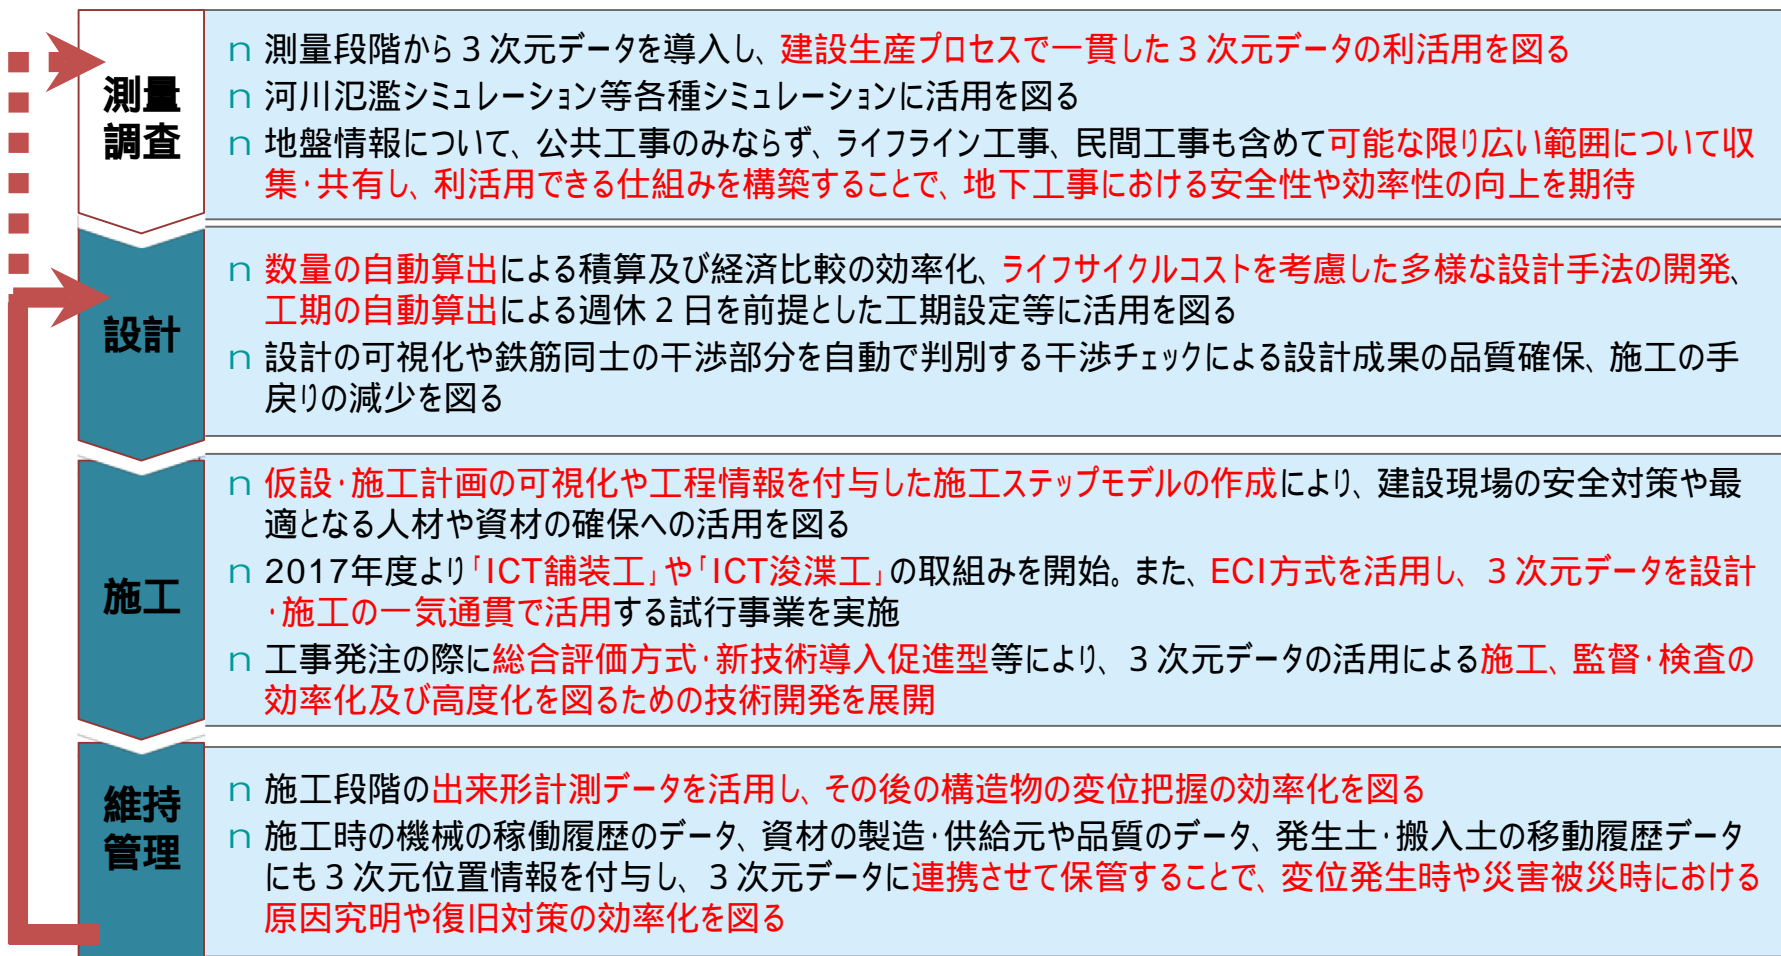 測量
調査
n 測量段階から３次元データを導入し、建設生産プロセスで一貫した３次元データの利活用を図る
n 河川氾濫シミュレーション等各種シミュレーションに活用を図る
n 地盤情報について、公共工事のみならず、ライフライン工事、民間工事も含めて可能な限り広い範囲について収
集・共有し、利活用できる仕組みを構築することで、地下工事における安全性や効率性の向上を期待
設計
n 数量の自動算出による積算及び経済比較の効率化、ライフサイクルコストを考慮した多様な設計手法の開発、
工期の自動算出による週休２日を前提とした工期設定等に活用を図る
n 設計の可視化や鉄筋同士の干渉部分を自動で判別する干渉チェックによる設計成果の品質確保、施工の手
戻りの減少を図る
施工
n 仮設・施工計画の可視化や工程情報を付与した施工ステップモデルの作成により、建設現場の安全対策や最
適となる人材や資材の確保への活用を図る
n 2017年度より「ICT舗装工」や「ICT浚渫工」の取組みを開始。また、ECI方式を活用し、３次元データを設計
・施工の一気通貫で活用する試行事業を実施
n 工事発注の際に総合評価方式・新技術導入促進型等により、３次元データの活用による施工、監督・検査の
効率化及び高度化を図るための技術開発を展開
維持
管理
n 施工段階の出来形計測データを活用し、その後の構造物の変位把握の効率化を図る
n 施工時の機械の稼働履歴のデータ、資材の製造・供給元や品質のデータ、発生土・搬入土の移動履歴データ
にも３次元位置情報を付与し、３次元データに連携させて保管することで、変位発生時や災害被災時における
原因究明や復旧対策の効率化を図る